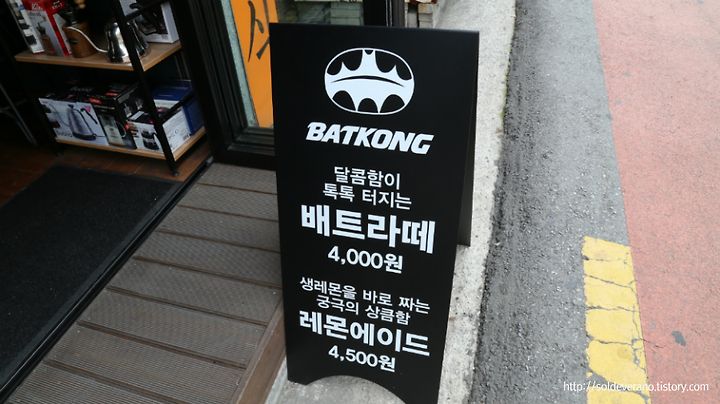 BATKONG
달콤함이
톡톡 터지는
배트라떼
4,000원
생레몬을 바로 짜는
궁극의 상큼함
레몬에이드
4,500원
http://soldeverano.tistory.com